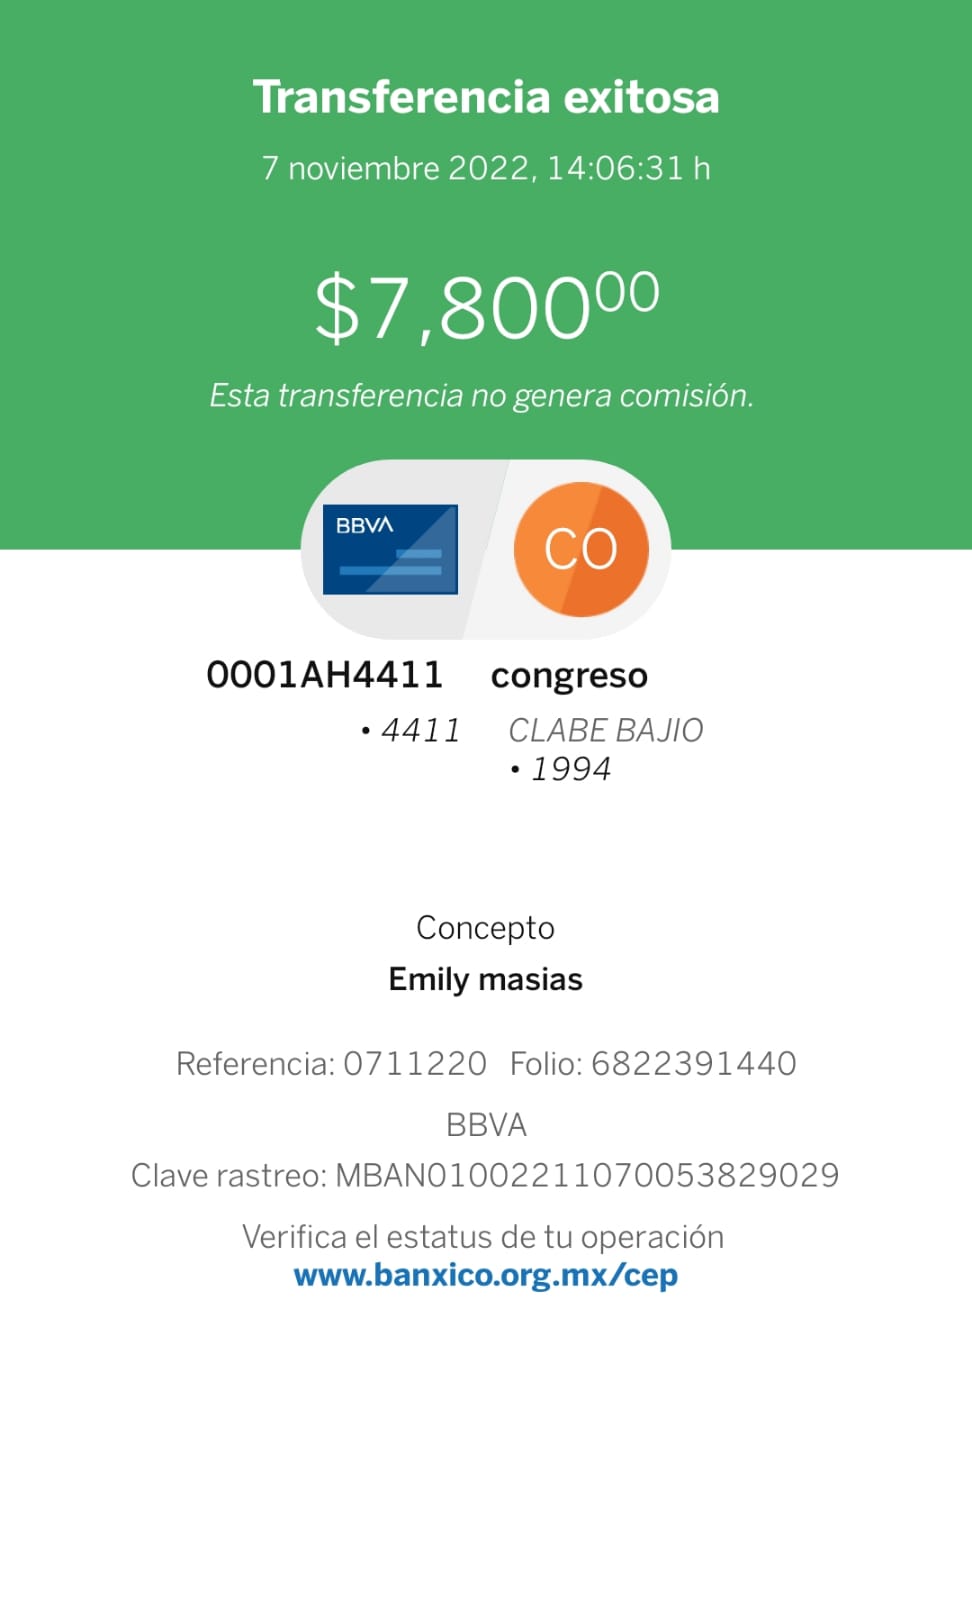 Transferencia exitosa
7 noviembre 2022, 14:06:31 h
$7,80000
Esta transferencia no genera comisión.
BBVA
CO
0001AH4411 congreso
• 4411 CLABE BAJIO
• 1994
Concepto
Emily masias
Referencia: 0711220 Folio: 6822391440
BBVA
Clave rastreo: MBAN01002211070053829029
Verifica el estatus de tu operación
www.banxico.org.mx/cep